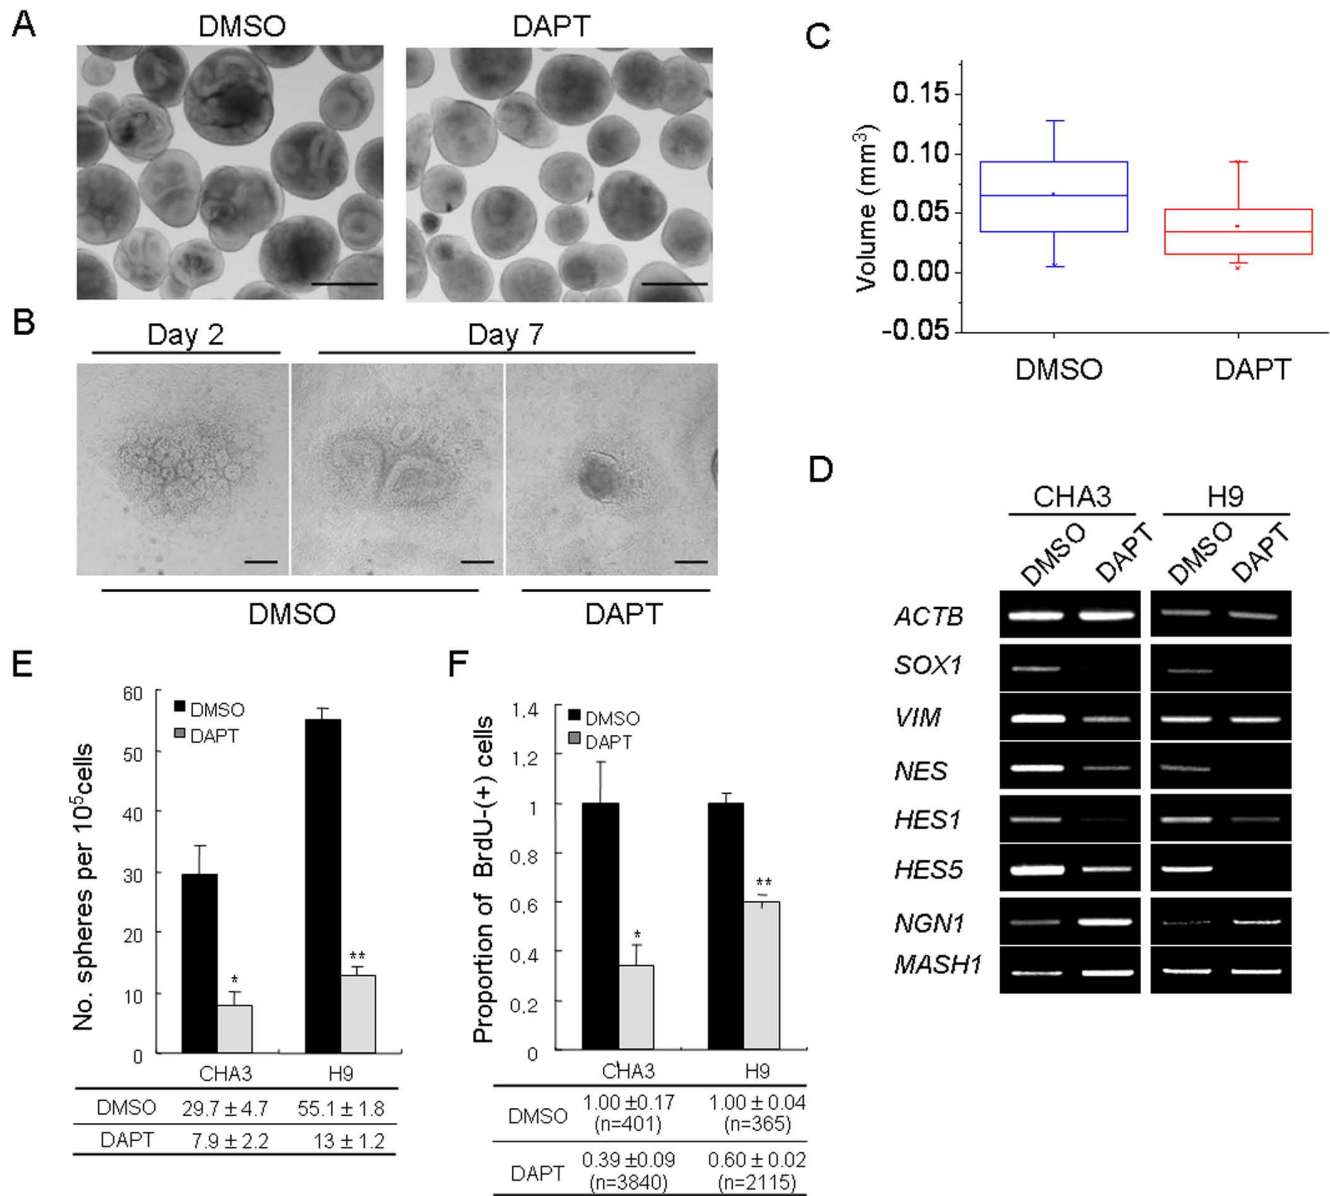 A
DMSO
DAPT
B
Day 2
Day 7
DMSO
DAPT
C
Volume (mm³)
0.15
0.10
0.05
0.00
-0.05
DMSO
DAPT
D
CHA3
H9
DMSO
DAPT
DMSO
DAPT
ACTB
SOX1
VIM
NES
HES1
HES5
NGN1
MASH1
E
No. spheres per 10⁵cells
60
50
40
30
20
10
0
DMSO
DAPT
*
**
CHA3
H9
DMSO 29.7 ± 4.7 55.1 ± 1.8
DAPT 7.9 ± 2.2 13 ± 1.2
F
Proportion of BrdU-(+) cells
1.4
1.2
1
0.8
0.6
0.4
0.2
0
DMSO
DAPT
*
**
CHA3
H9
DMSO 1.00 ±0.17 1.00 ± 0.04
(n=401) (n=365)
DAPT 0.39 ±0.09 0.60 ± 0.02
(n=3840) (n=2115)